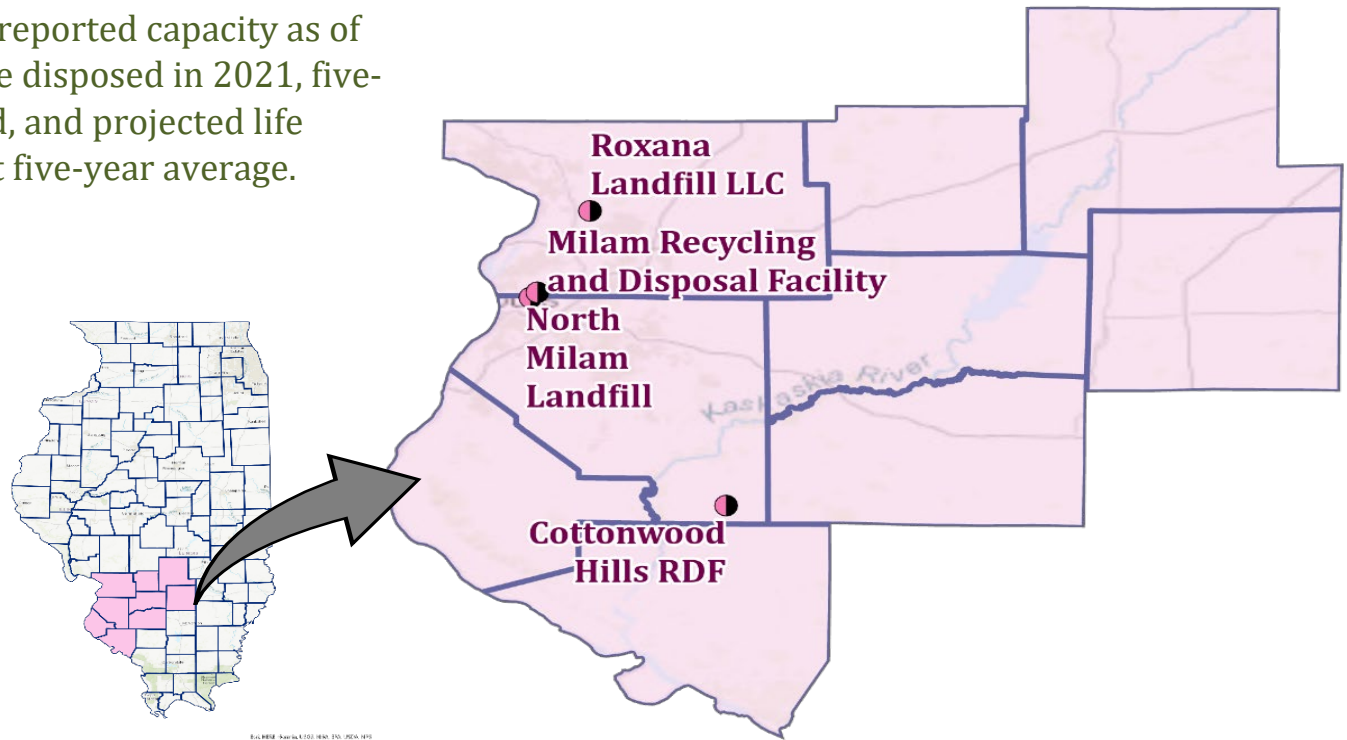 reported capacity as of
e disposed in 2021, five-
d, and projected life
t five-year average.
Roxana
Landfill LLC
Milam Recycling
and Disposal Facility
North
Milam
Landfill
Kaskaskia River
Cottonwood
Hills RDF